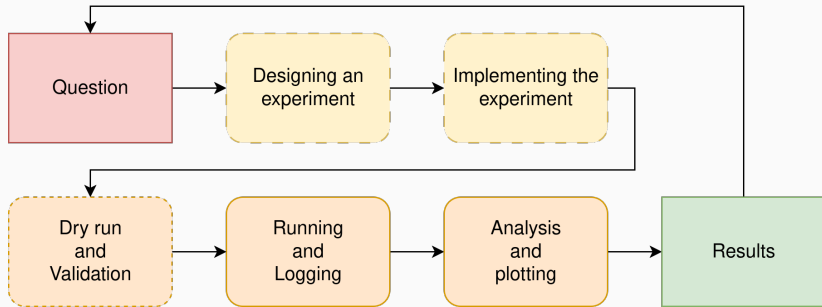 Question
Designing an
experiment
Implementing the
experiment
Dry run
and
Validation
Running
and
Logging
Analysis
and
plotting
Results